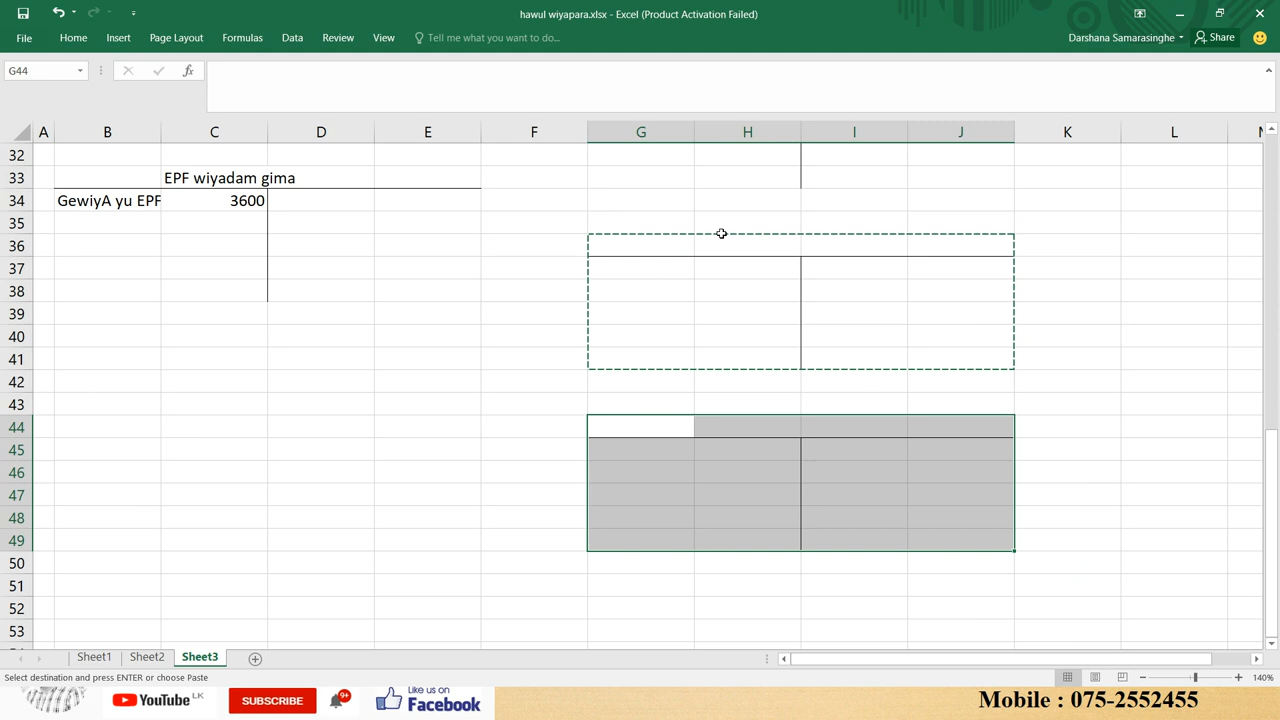 hawul wiyapara.xlsx - Excel (Product Activation Failed)
File Home Insert Page Layout Formulas Data Review View Tell me what you want to do... Darshana Samarasinghe Share
G44 fx
A B C D E F G H I J K L
32
33 EPF wiyadam gima
34 GewiyA yu EPF 3600
35
36
37
38
39
40
41
42
43
44
45
46
47
48
49
50
51
52
53
Sheet1 Sheet2 Sheet3
Select destination and press ENTER or choose Paste 140%
YouTube LK SUBSCRIBE 9+ Like us on Facebook Mobile : 075-2552455